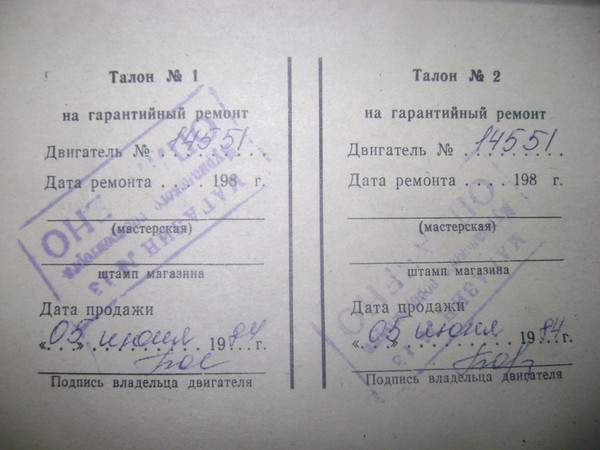 Талон № 1
на гарантийный ремонт
Двигатель № 14551
Дата ремонта . . . . . 198 г.
(мастерская)
штамп магазина
Дата продажи
«05» июня 1984 г.
Подпись владельца двигателя
МАГАЗИН №13
Талон № 2
на гарантийный ремонт
Двигатель № 14551
Дата ремонта . . . . . 198 г.
(мастерская)
штамп магазина
Дата продажи
«05» июня 1984 г.
Подпись владельца двигателя